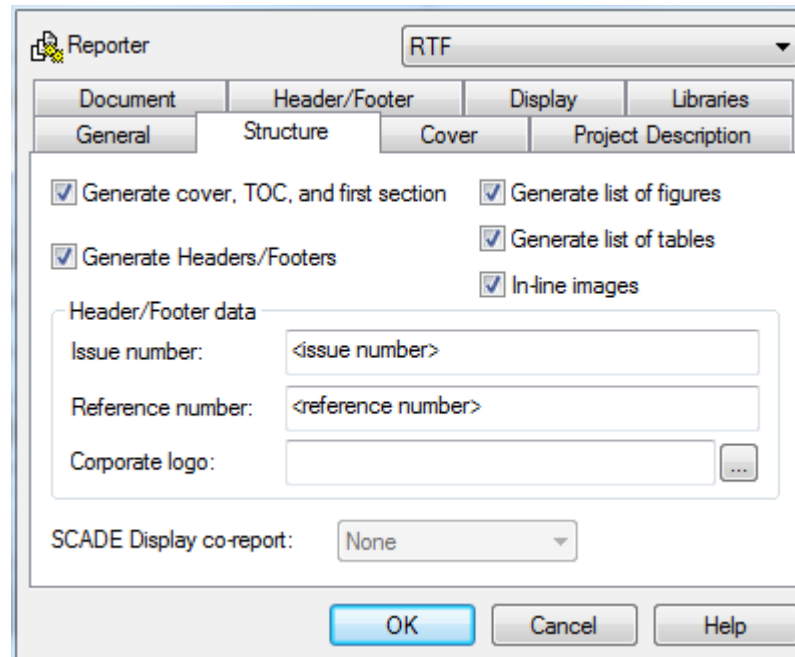 Reporter RTF
Document Header/Footer Display Libraries
General Structure Cover Project Description
Generate cover, TOC, and first section Generate list of figures
Generate list of tables
Generate Headers/Footers
In-line images
Header/Footer data
Issue number: <issue number>
Reference number: <reference number>
Corporate logo: ...
SCADE Display co-report: None
OK Cancel Help